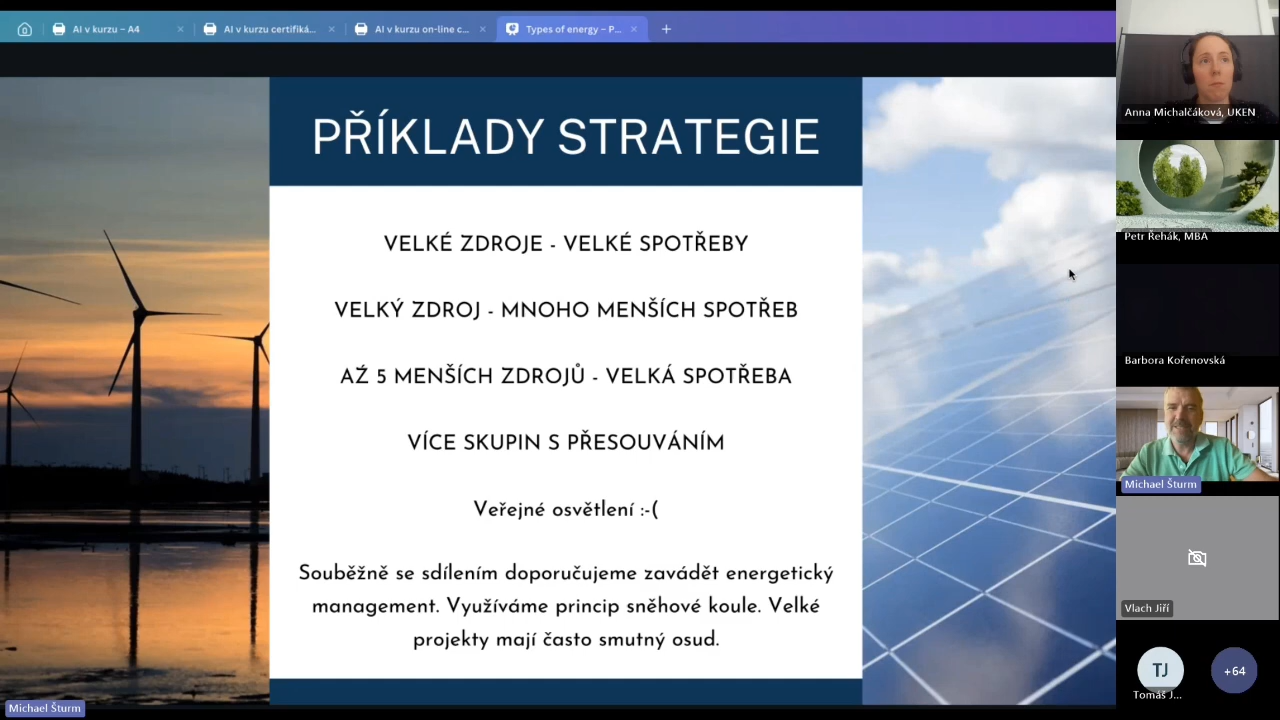 AI v kurzu – A4
AI v kurzu certifiká...
AI v kurzu on-line c...
Types of energy – P...
PŘÍKLADY STRATEGIE
VELKÉ ZDROJE - VELKÉ SPOTŘEBY
VELKÝ ZDROJ - MNOHO MENŠÍCH SPOTŘEB
AŹ 5 MENŠÍCH ZDROJŮ - VELKÁ SPOTŘEBA
VÍCE SKUPIN S PŘESOUVÁNÍM
Veřejné osvětlení :-(
Souběžně se sdílením doporučujeme zavádět energetický
management. Využíváme princip sněhové koule. Velké
projekty mají často smutný osud.
Michael Šturm
Anna Michalčáková, UKEN
Petr Řehák, MBA
Barbora Kořenovská
Michael Šturm
Vlach Jiří
TJ
+64
Tomáš J...